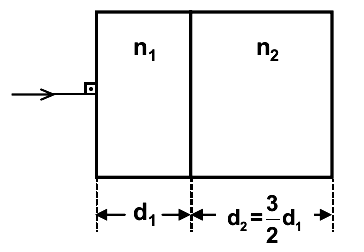 n₁ n₂
d₁ d₂ = 3/2 d₁